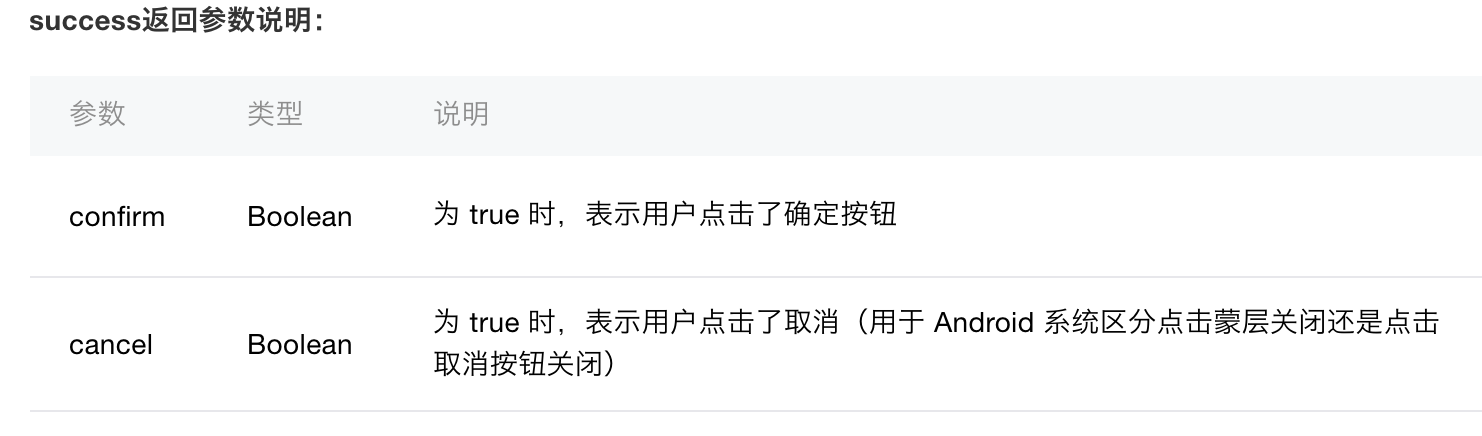 success返回参数说明：
参数 类型 说明
confirm Boolean 为 true 时，表示用户点击了确定按钮
cancel Boolean 为 true 时，表示用户点击了取消（用于 Android 系统区分点击蒙层关闭还是点击
取消按钮关闭）